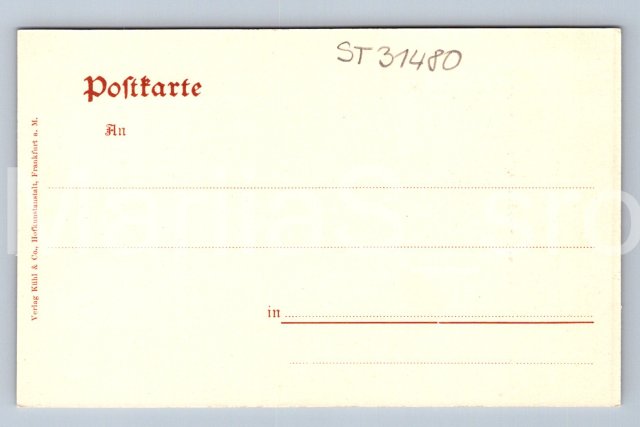 ST 31480
Poſtkarte
An
in
Verlag Kühl & Co., Hofkunstanstalt, Frankfurt a. M.